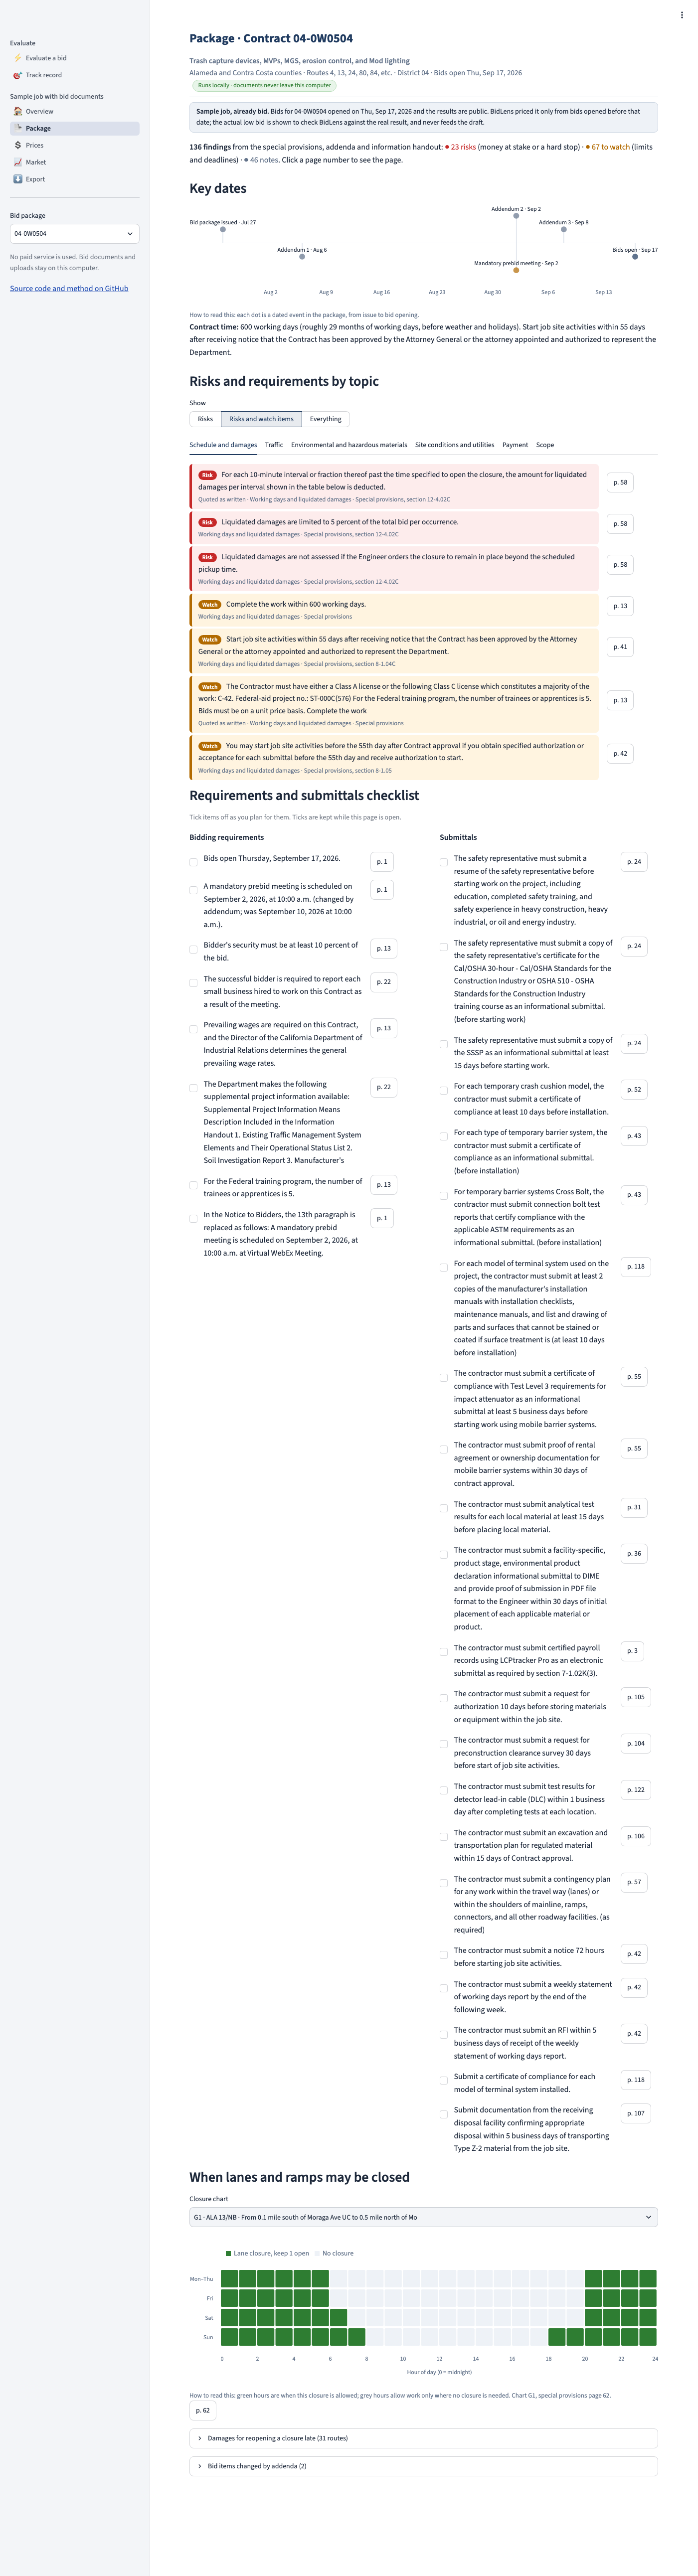 Evaluate
Evaluate a bid
Track record
Sample job with bid documents
Overview
Package
Prices
Market
Export
Bid package
04-0W0504
No paid service is used. Bid documents and
uploads stay on this computer.
Source code and method on GitHub
Package · Contract 04-0W0504
Trash capture devices, MVPs, MGS, erosion control, and Mod lighting
Alameda and Contra Costa counties · Routes 4, 13, 24, 80, 84, etc. · District 04 · Bids open Thu, Sep 17, 2026
Runs locally · documents never leave this computer
Sample job, already bid. Bids for 04-0W0504 opened on Thu, Sep 17, 2026 and the results are public. BidLens priced it only from bids opened before
that date; the actual low bid is shown to check BidLens against the real result, and never feeds the draft.
136 findings from the special provisions, addenda and information handout: ● 23 risks (money at stake or a hard stop) · ● 67 to watch (limits
and deadlines) · ● 46 notes. Click a page number to see the page.
Key dates
Addendum 2 · Sep 2
Bid package issued · Jul 27
Addendum 3 · Sep 8
Addendum 1 · Aug 6
Bids open · Sep 17
Mandatory prebid meeting · Sep 2
Aug 2 Aug 9 Aug 16 Aug 23 Aug 30 Sep 6 Sep 13
How to read this: each dot is a dated event in the package, from issue to bid opening.
Contract time: 600 working days (roughly 29 months of working days, before weather and holidays). Start job site activities within 55 days
after receiving notice that the Contract has been approved by the Attorney General or the attorney appointed and authorized to represent the
Department.
Risks and requirements by topic
Show
Risks Risks and watch items Everything
Schedule and damages Traffic Environmental and hazardous materials Site conditions and utilities Payment Scope
Risk For each 10-minute interval or fraction thereof past the time specified to open the closure, the amount for liquidated
damages per interval shown in the table below is deducted.
Quoted as written · Working days and liquidated damages · Special provisions, section 12-4.02C
p. 58
Risk Liquidated damages are limited to 5 percent of the total bid per occurrence.
Working days and liquidated damages · Special provisions, section 12-4.02C
p. 58
Risk Liquidated damages are not assessed if the Engineer orders the closure to remain in place beyond the scheduled
pickup time.
Working days and liquidated damages · Special provisions, section 12-4.02C
p. 58
Watch Complete the work within 600 working days.
Working days and liquidated damages · Special provisions
p. 13
Watch Start job site activities within 55 days after receiving notice that the Contract has been approved by the Attorney
General or the attorney appointed and authorized to represent the Department.
Working days and liquidated damages · Special provisions, section 8-1.04C
p. 41
Watch The Contractor must have either a Class A license or the following Class C license which constitutes a majority of the
work: C-42. Federal-aid project no.: ST-000C(576) For the Federal training program, the number of trainees or apprentices is 5.
Bids must be on a unit price basis. Complete the work
Quoted as written · Working days and liquidated damages · Special provisions
p. 13
Watch You may start job site activities before the 55th day after Contract approval if you obtain specified authorization or
acceptance for each submittal before the 55th day and receive authorization to start.
Working days and liquidated damages · Special provisions, section 8-1.05
p. 42
Requirements and submittals checklist
Tick items off as you plan for them. Ticks are kept while this page is open.
Bidding requirements
Bids open Thursday, September 17, 2026.
p. 1
A mandatory prebid meeting is scheduled on
September 2, 2026, at 10:00 a.m. (changed by
addendum; was September 10, 2026 at 10:00
a.m.).
p. 1
Bidder's security must be at least 10 percent of
the bid.
p. 13
The successful bidder is required to report each
small business hired to work on this Contract as
a result of the meeting.
p. 22
Prevailing wages are required on this Contract,
and the Director of the California Department of
Industrial Relations determines the general
prevailing wage rates.
p. 13
The Department makes the following
supplemental project information available:
Supplemental Project Information Means
Description Included in the Information
Handout 1. Existing Traffic Management System
Elements and Their Operational Status List 2.
Soil Investigation Report 3. Manufacturer's
p. 22
For the Federal training program, the number of
trainees or apprentices is 5.
p. 13
In the Notice to Bidders, the 13th paragraph is
replaced as follows: A mandatory prebid
meeting is scheduled on September 2, 2026, at
10:00 a.m. at Virtual WebEx Meeting.
p. 1
Submittals
The safety representative must submit a
resume of the safety representative before
starting work on the project, including
education, completed safety training, and
safety experience in heavy construction, heavy
industrial, or oil and energy industry.
p. 24
The safety representative must submit a copy of
the safety representative's certificate for the
Cal/OSHA 30-hour - Cal/OSHA Standards for the
Construction Industry or OSHA 510 - OSHA
Standards for the Construction Industry
training course as an informational submittal.
(before starting work)
p. 24
The safety representative must submit a copy of
the SSSP as an informational submittal at least
15 days before starting work.
p. 24
For each temporary crash cushion model, the
contractor must submit a certificate of
compliance at least 10 days before installation.
p. 52
For each type of temporary barrier system, the
contractor must submit a certificate of
compliance as an informational submittal.
(before installation)
p. 43
For temporary barrier systems Cross Bolt, the
contractor must submit connection bolt test
reports that certify compliance with the
applicable ASTM requirements as an
informational submittal. (before installation)
p. 43
For each model of terminal system used on the
project, the contractor must submit at least 2
copies of the manufacturer's installation
manuals with installation checklists,
maintenance manuals, and list and drawing of
parts and surfaces that cannot be stained or
coated if surface treatment is (at least 10 days
before installation)
p. 118
The contractor must submit a certificate of
compliance with Test Level 3 requirements for
impact attenuator as an informational
submittal at least 5 business days before
starting work using mobile barrier systems.
p. 55
The contractor must submit proof of rental
agreement or ownership documentation for
mobile barrier systems within 30 days of
contract approval.
p. 55
The contractor must submit analytical test
results for each local material at least 15 days
before placing local material.
p. 31
The contractor must submit a facility-specific,
product stage, environmental product
declaration informational submittal to DIME
and provide proof of submission in PDF file
format to the Engineer within 30 days of initial
placement of each applicable material or
product.
p. 36
The contractor must submit certified payroll
records using LCPtracker Pro as an electronic
submittal as required by section 7-1.02K(3).
p. 3
The contractor must submit a request for
authorization 10 days before storing materials
or equipment within the job site.
p. 105
The contractor must submit a request for
preconstruction clearance survey 30 days
before start of job site activities.
p. 104
The contractor must submit test results for
detector lead-in cable (DLC) within 1 business
day after completing tests at each location.
p. 122
The contractor must submit an excavation and
transportation plan for regulated material
within 15 days of Contract approval.
p. 106
The contractor must submit a contingency plan
for any work within the travel way (lanes) or
within the shoulders of mainline, ramps,
connectors, and all other roadway facilities. (as
required)
p. 57
The contractor must submit a notice 72 hours
before starting job site activities.
p. 42
The contractor must submit a weekly statement
of working days report by the end of the
following week.
p. 42
The contractor must submit an RFI within 5
business days of receipt of the weekly
statement of working days report.
p. 42
Submit a certificate of compliance for each
model of terminal system installed.
p. 118
Submit documentation from the receiving
disposal facility confirming appropriate
disposal within 5 business days of transporting
Type Z-2 material from the job site.
p. 107
When lanes and ramps may be closed
Closure chart
G1 · ALA 13/NB · From 0.1 mile south of Moraga Ave UC to 0.5 mile north of Mo
Lane closure, keep 1 open No closure
Mon–Thu
Fri
Sat
Sun
0 2 4 6 8 10 12 14 16 18 20 22 24
Hour of day (0 = midnight)
How to read this: green hours are when this closure is allowed; grey hours allow work only where no closure is needed. Chart G1, special provisions page 62.
p. 62
Damages for reopening a closure late (31 routes)
Bid items changed by addenda (2)